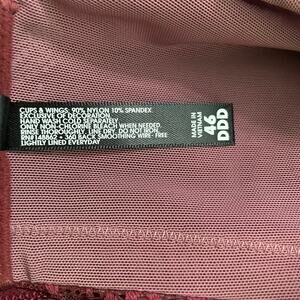 CUPS & WINGS: 90% NYLON 10% SPANDEX
EXCLUSIVE OF DECORATION
HAND WASH COLD SEPARATELY
ONLY NON-CHLORINE BLEACH WHEN NEEDED.
RINSE THOROUGHLY. LINE DRY. DO NOT IRON.
RN#148862 • 360 BACK SMOOTHING WIRE- FREE
LIGHTLY LINED EVERYDAY
MADE IN
VIETNAM
46
DDD